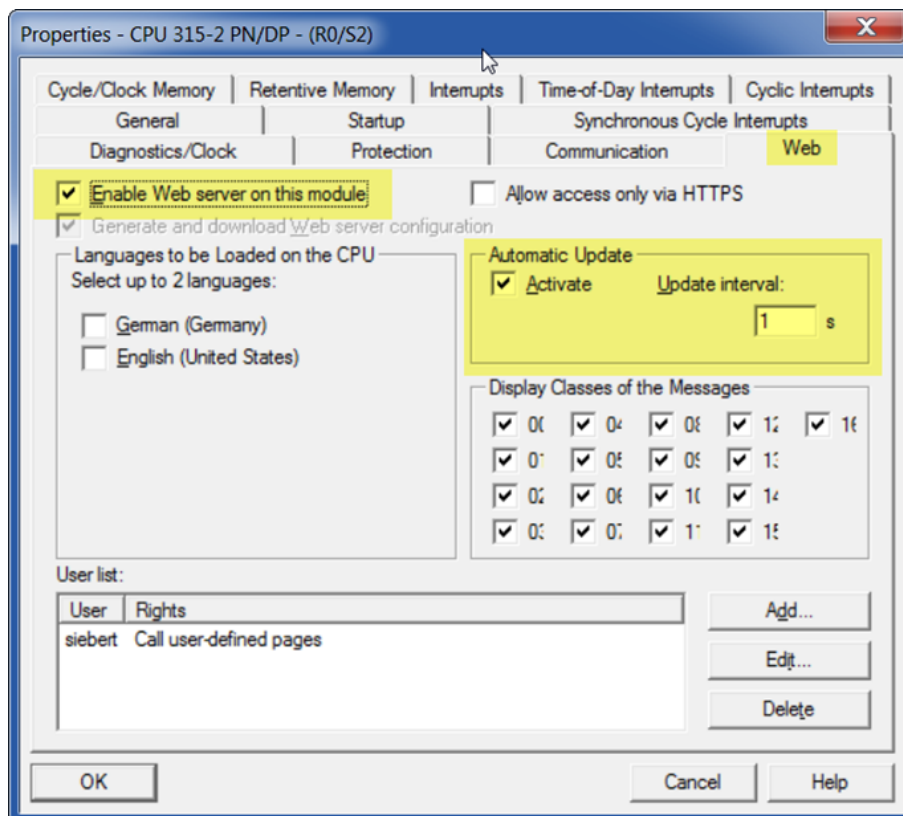 Properties - CPU 315-2 PN/DP - (R0/S2)
Cycle/Clock Memory Retentive Memory Interrupts Time-of-Day Interrupts Cyclic Interrupts
General Startup Synchronous Cycle Interrupts
Diagnostics/Clock Protection Communication Web
Enable Web server on this module Allow access only via HTTPS
Generate and download Web server configuration
Languages to be Loaded on the CPU
Select up to 2 languages:
German (Germany)
English (United States)
Automatic Update
Activate Update interval:
1 s
Display Classes of the Messages
User list:
User Rights
siebert Call user-defined pages
Add...
Edit...
Delete
OK Cancel Help